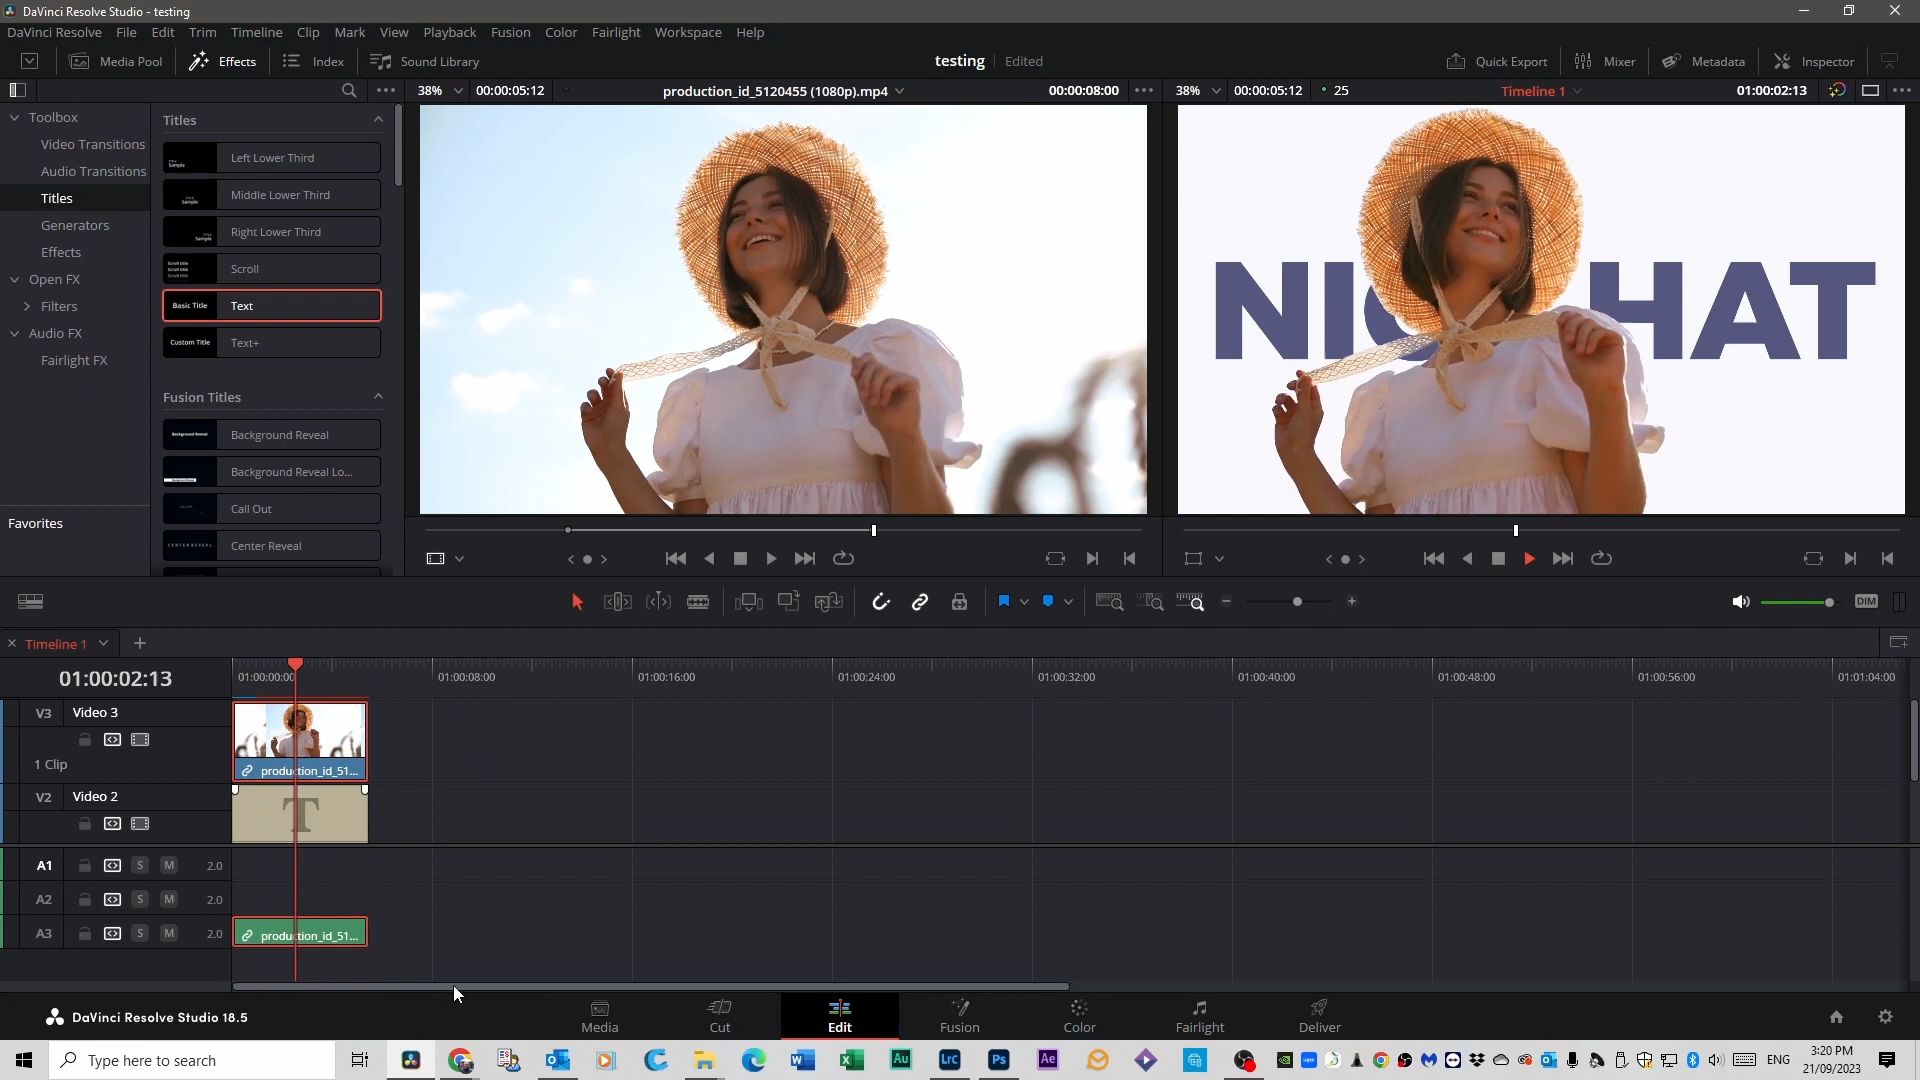 DaVinci Resolve Studio - testing
DaVinci Resolve File Edit Trim Timeline Clip Mark View Playback Fusion Color Fairlight Workspace Help
Media Pool Effects Index Sound Library testing Edited Quick Export Mixer Metadata Inspector
38% 00:00:05:12 production_id_5120455 (1080p).mp4 00:00:08:00 38% 00:00:05:12 25 Timeline 1 01:00:02:13
Toolbox
Video Transitions
Audio Transitions
Titles
Generators
Effects
Open FX
Filters
Audio FX
Fairlight FX
Favorites
Titles
Left Lower Third
Middle Lower Third
Right Lower Third
Scroll
Basic Title Text
Custom Title Text+
Fusion Titles
Background Reveal
Background Reveal Lo...
Call Out
CENTER REVEAL Center Reveal
HAT
DIM
Timeline 1
01:00:02:13 01:00:00:00 01:00:08:00 01:00:16:00 01:00:24:00 01:00:32:00 01:00:40:00 01:00:48:00 01:00:56:00 01:01:04:00
V3 Video 3
1 Clip
production_id_51...
V2 Video 2
T
A1 S M 2.0
A2 S M 2.0
A3 S M 2.0 production_id_51...
DaVinci Resolve Studio 18.5 Media Cut Edit Fusion Color Fairlight Deliver
Type here to search Au LrC Ps Ae ENG 3:20 PM
21/09/2023